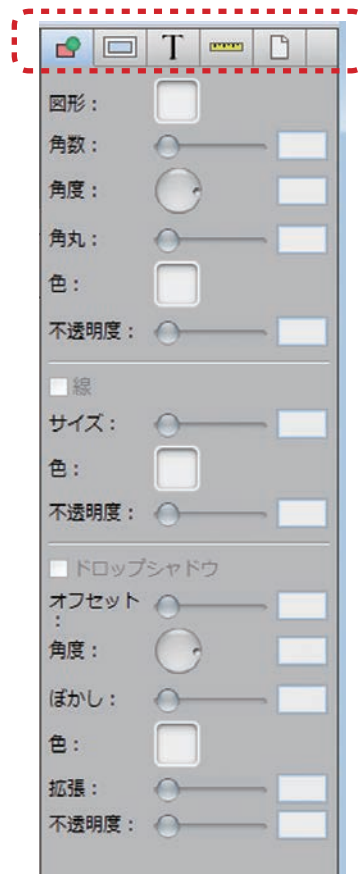 T
図形：
角数：
角度：
角丸：
色：
不透明度：
線
サイズ：
色：
不透明度：
ドロップシャドウ
オフセット
：
角度：
ぼかし：
色：
拡張：
不透明度：